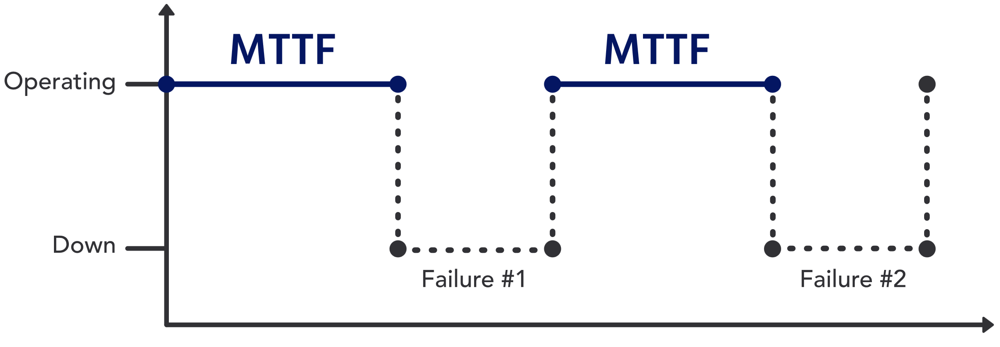 MTTF
MTTF
Operating
Down
Failure #1
Failure #2